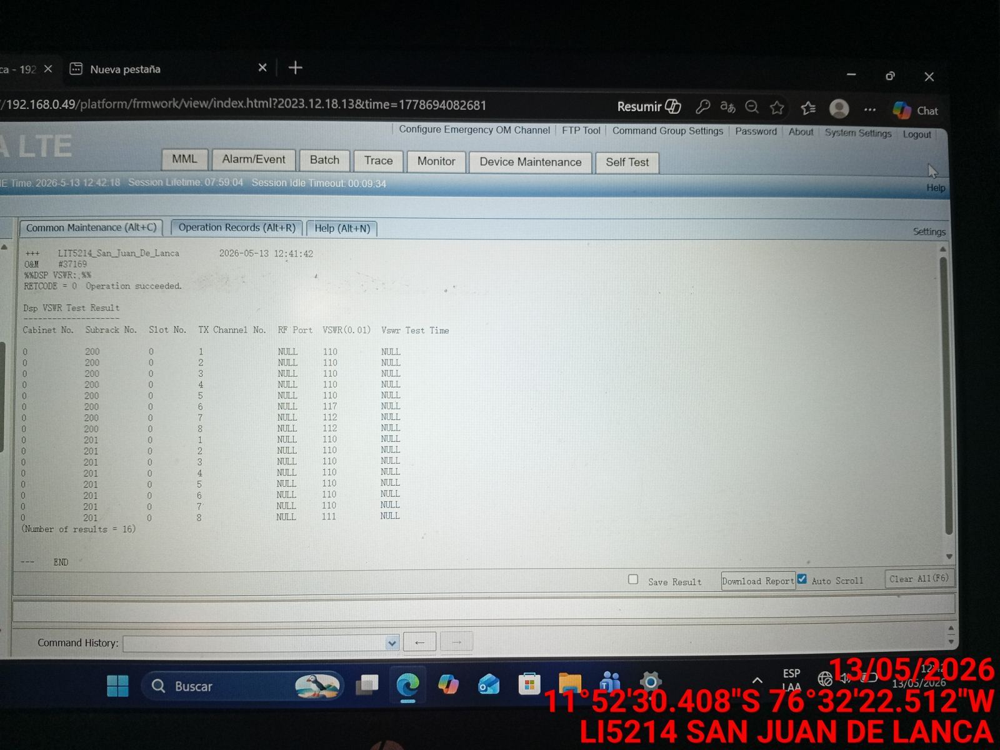 ca - 192 Nueva pestaña
/192.168.0.49/platform/frmwork/view/index.html?2023.12.18.13&time=1778694082681 Resumir Chat
Configure Emergency OM Channel FTP Tool Command Group Settings Password About System Settings Logout
A LTE
MML Alarm/Event Batch Trace Monitor Device Maintenance Self Test
E Time: 2026-5-13 12:42:18 Session Lifetime: 07:59:04 Session Idle Timeout: 00:09:34
Help
Common Maintenance (Alt+C) Operation Records (Alt+R) Help (Alt+N) Settings
+++ LIT5214_San_Juan_De_Lanca 2026-05-13 12:41:42
O&M #37169
%%DSP VSWR:;%%
RETCODE = 0 Operation succeeded.
Dsp VSWR Test Result
--------------------
Cabinet No. Subrack No. Slot No. TX Channel No. RF Port VSWR(0.01) Vswr Test Time
0 200 0 1 NULL 110 NULL
0 200 0 2 NULL 110 NULL
0 200 0 3 NULL 110 NULL
0 200 0 4 NULL 110 NULL
0 200 0 5 NULL 110 NULL
0 200 0 6 NULL 117 NULL
0 200 0 7 NULL 112 NULL
0 200 0 8 NULL 112 NULL
0 201 0 1 NULL 110 NULL
0 201 0 2 NULL 110 NULL
0 201 0 3 NULL 110 NULL
0 201 0 4 NULL 110 NULL
0 201 0 5 NULL 110 NULL
0 201 0 6 NULL 110 NULL
0 201 0 7 NULL 110 NULL
0 201 0 8 NULL 111 NULL
(Number of results = 16)
--- END
Save Result Download Report Auto Scroll Clear All(F6)
Command History:
Buscar
ESP
LAA
13/05/2026
13/05/2026
11°52'30.408"S 76°32'22.512"W
LI5214 SAN JUAN DE LANCA